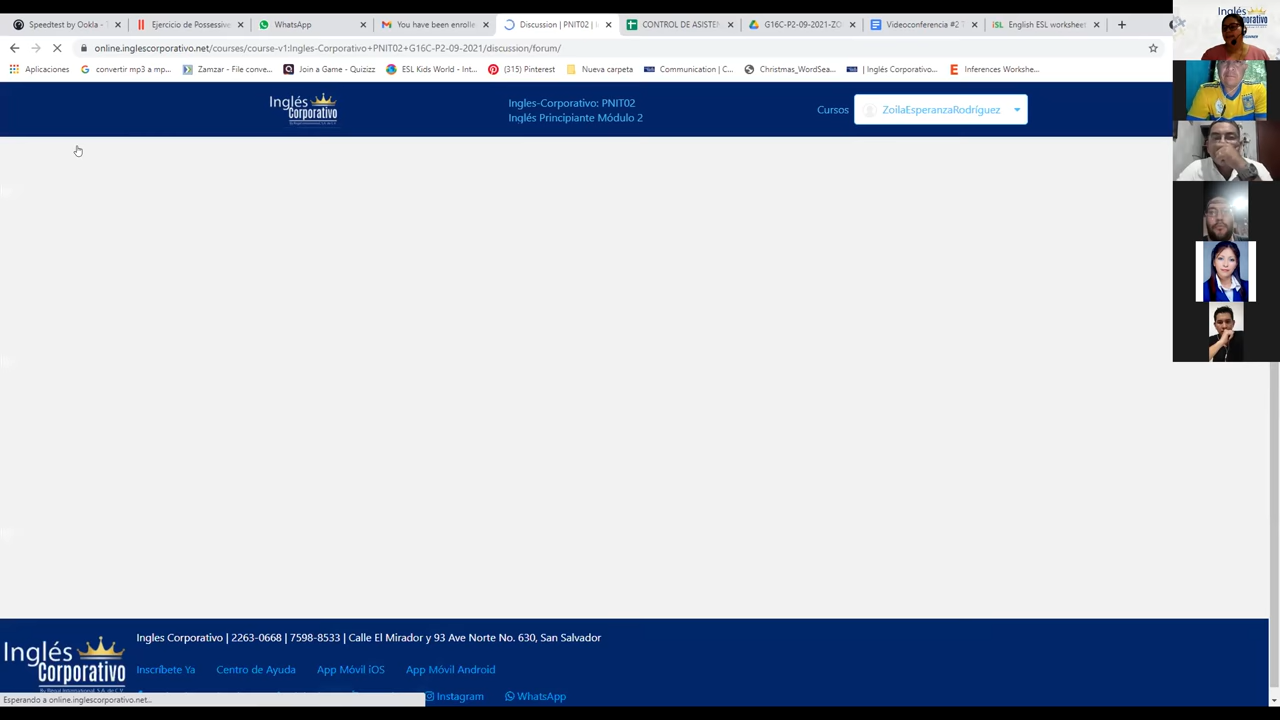 Speedtest by Ookla -
Ejercicio de Possessive
WhatsApp
You have been enrolle
Discussion | PNIT02 |
CONTROL DE ASISTEN
G16C-P2-09-2021-ZO
Videoconferencia #2
English ESL worksheet
online.inglescorporativo.net/courses/course-v1:Ingles-Corporativo+PNIT02+G16C-P2-09-2021/discussion/forum/
Aplicaciones
convertir mp3 a mp...
Zamzar - File conve...
Join a Game - Quizizz
ESL Kids World - Int...
(315) Pinterest
Nueva carpeta
Communication | C...
Christmas_WordSea...
| Inglés Corporativo...
Inferences Workshe...
Inglés
Corporativo
Ingles-Corporativo: PNIT02
Inglés Principiante Módulo 2
Cursos
ZoilaEsperanzaRodríguez
Inglés
Ingles Corporativo | 2263-0668 | 7598-8533 | Calle El Mirador y 93 Ave Norte No. 630, San Salvador
Inglés
Corporativo
Inscríbete Ya
Centro de Ayuda
App Móvil iOS
App Móvil Android
Instagram
WhatsApp
Esperando a online.inglescorporativo.net...